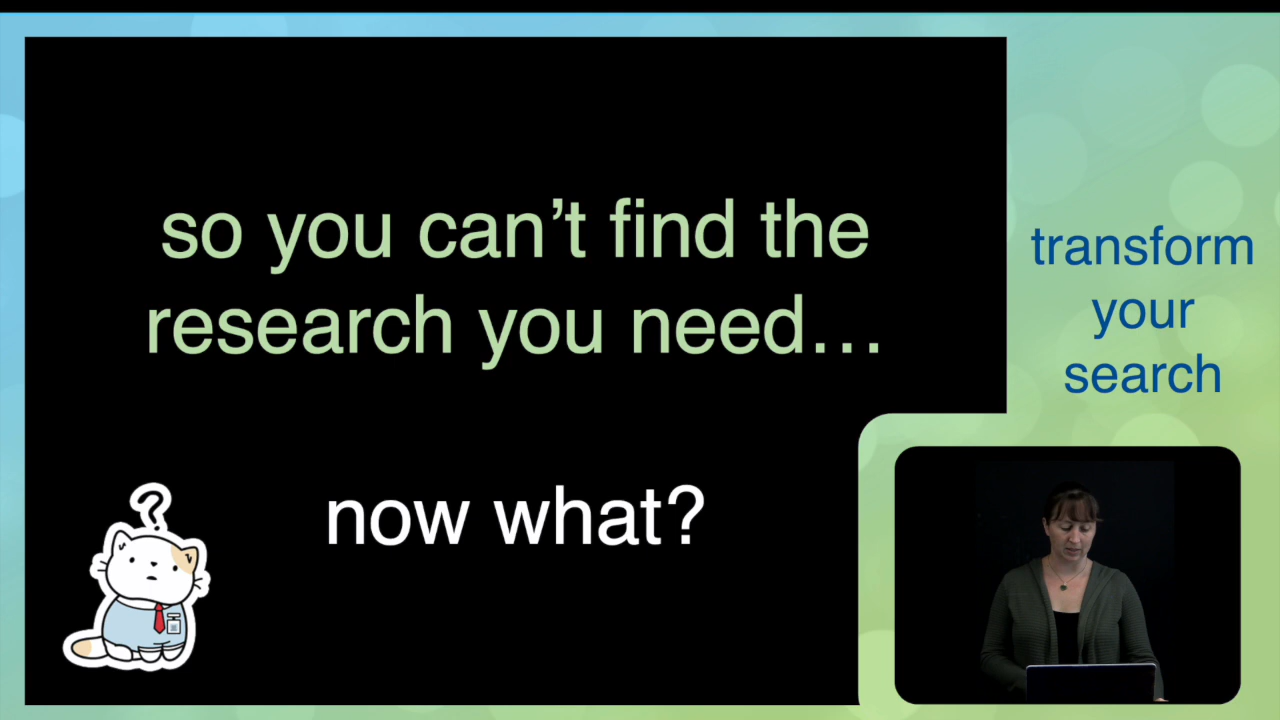 so you can’t find the
research you need…
now what?
?
transform
your
search